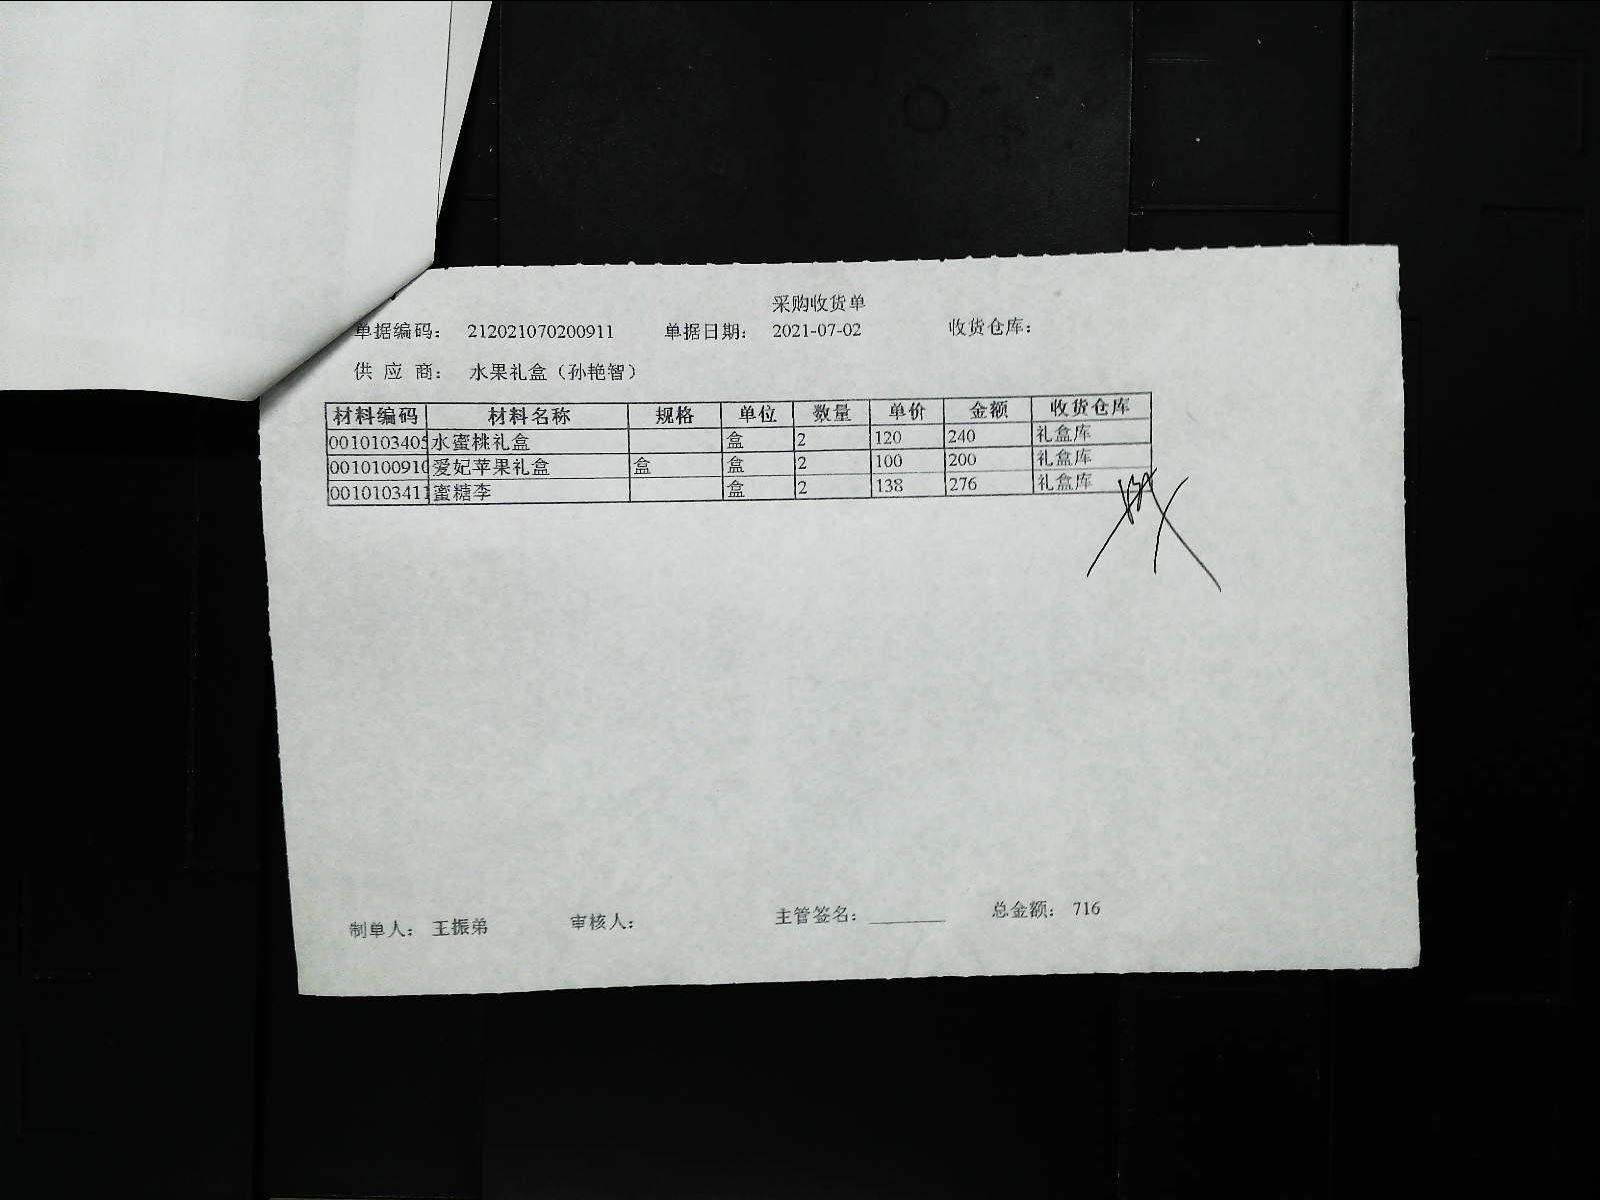 采购收货单
单据编码： 212021070200911 单据日期： 2021-07-02 收货仓库：
供 应 商： 水果礼盒（孙艳智）
材料编码 材料名称 规格 单位 数量 单价 金额 收货仓库
0010103405 水蜜桃礼盒 盒 2 120 240 礼盒库
0010100910 爱妃苹果礼盒 盒 盒 2 100 200 礼盒库
0010103411 蜜糖李 盒 2 138 276 礼盒库
制单人： 王振弟 审核人： 主管签名： ________ 总金额： 716